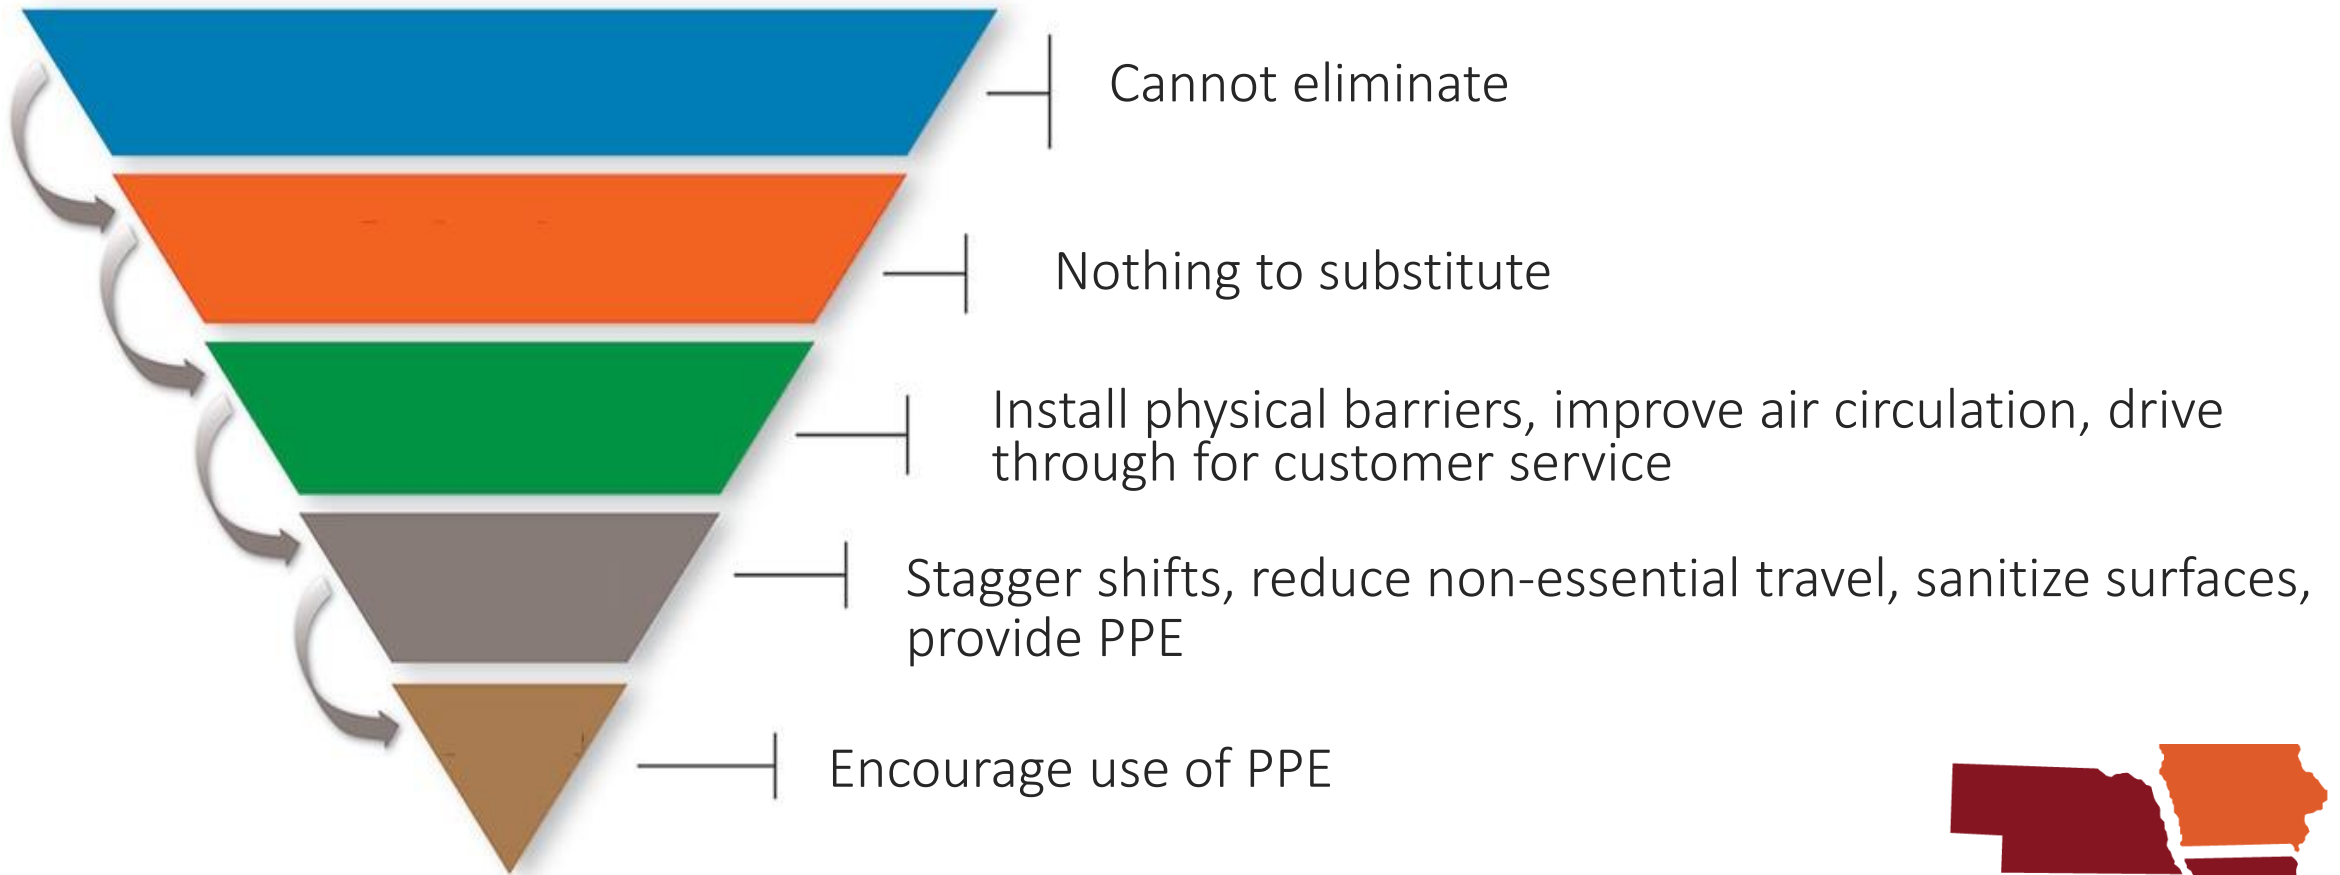 Cannot eliminate
Nothing to substitute
Install physical barriers, improve air circulation, drive
through for customer service
Stagger shifts, reduce non-essential travel, sanitize surfaces,
provide PPE
Encourage use of PPE